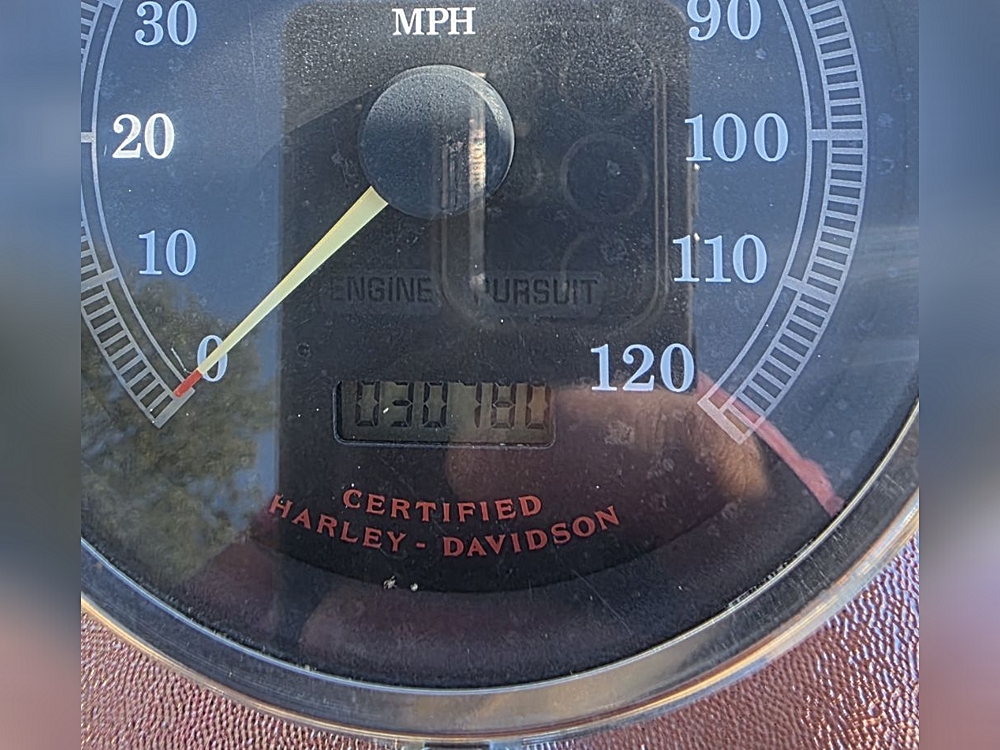 MPH
30
90
20
100
10
110
ENGINE PURSUIT
0
120
030780
CERTIFIED
HARLEY - DAVIDSON